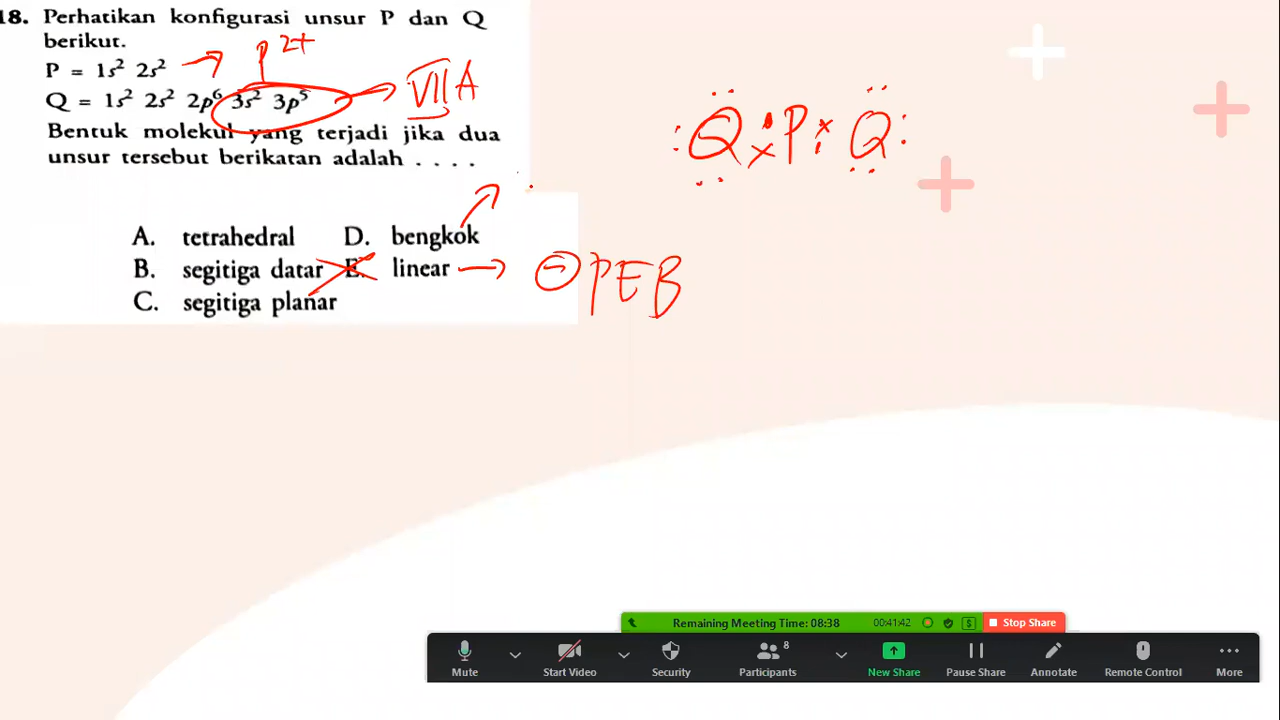 18. Perhatikan konfigurasi unsur P dan Q
berikut.
P = 1s² 2s² → P 2+
Q = 1s² 2s² 2p⁶ 3s² 3p⁵ → VII A
Bentuk molekul yang terjadi jika dua
unsur tersebut berikatan adalah . . . .
Q P Q
A. tetrahedral D. bengkok
B. segitiga datar E. linear → ⊖ PEB
C. segitiga planar
Remaining Meeting Time: 08:38 00:41:42 Stop Share
Mute Start Video Security Participants 8 New Share Pause Share Annotate Remote Control More